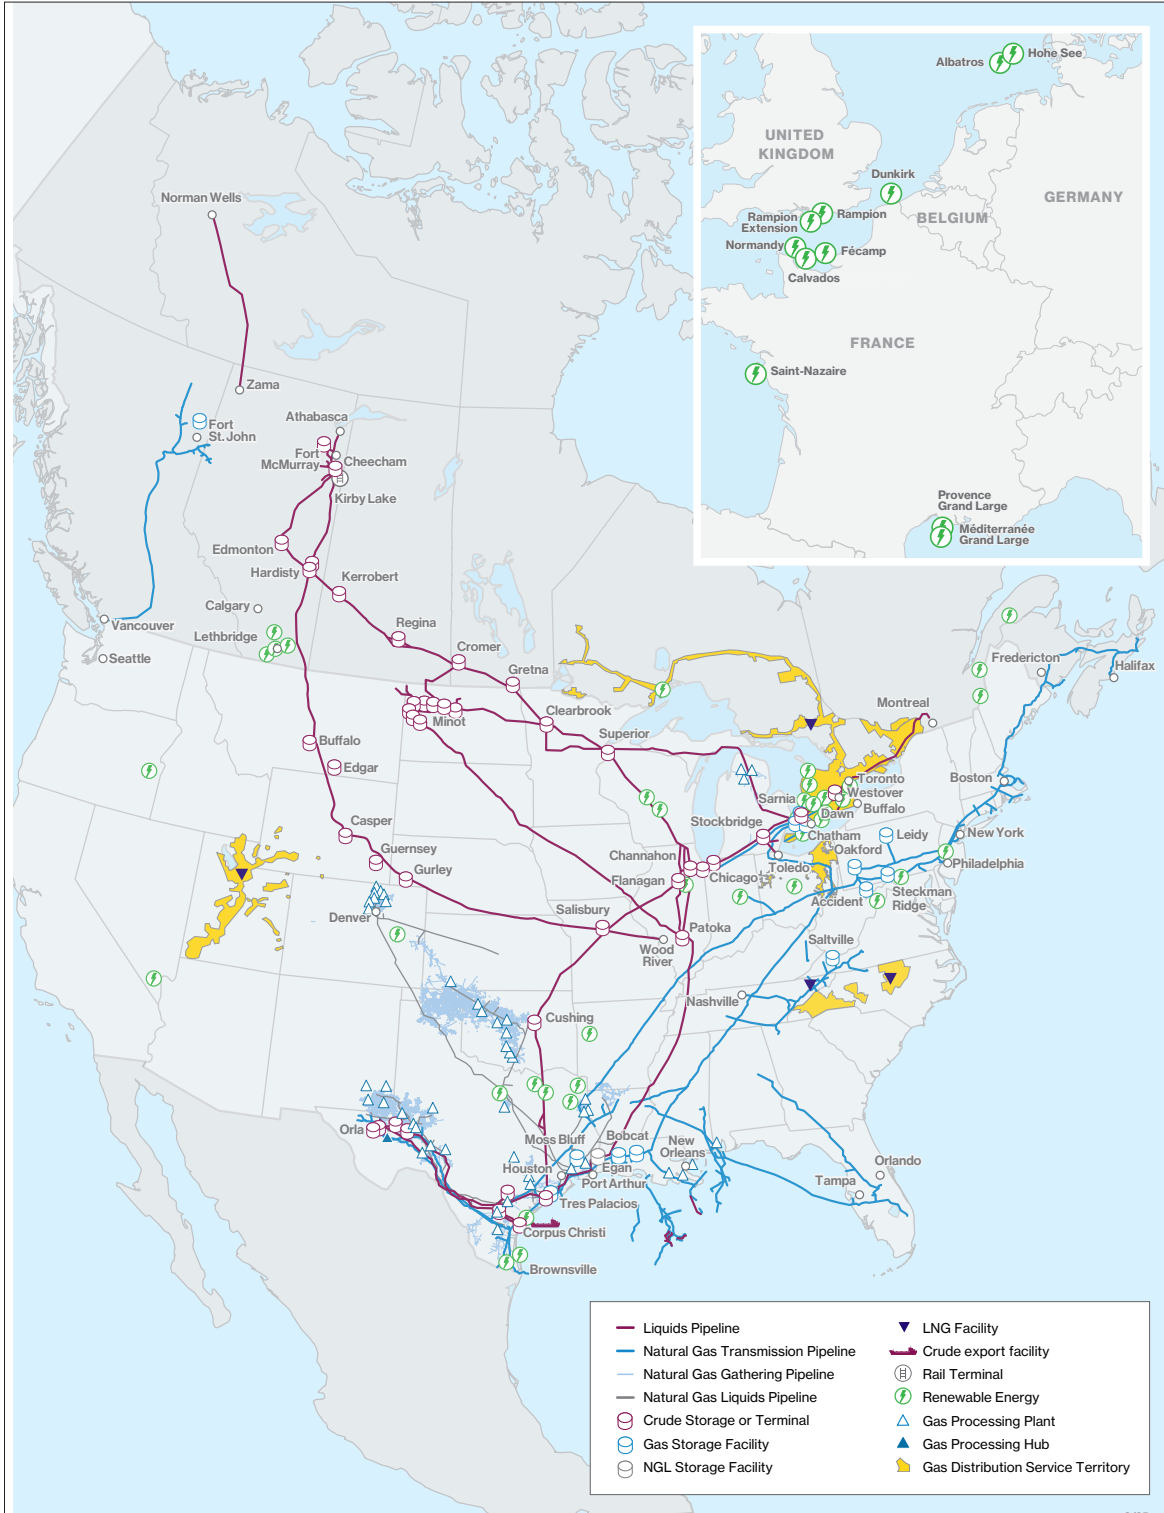 Albatros
Hohe See
UNITED
KINGDOM
Dunkirk
GERMANY
BELGIUM
Rampion
Rampion
Extension
Normandy
Fécamp
Calvados
FRANCE
Saint-Nazaire
Provence
Grand Large
Méditerranée
Grand Large
Norman Wells
Zama
Athabasca
Fort
St. John
Fort
McMurray
Cheecham
Kirby Lake
Edmonton
Hardisty
Kerrobert
Calgary
Vancouver
Regina
Lethbridge
Seattle
Cromer
Gretna
Fredericton
Halifax
Montreal
Minot
Clearbrook
Superior
Buffalo
Edgar
Toronto
Boston
Westover
Sarnia
Buffalo
Dawn
Stockbridge
Casper
Chatham
Leidy
New York
Guernsey
Oakford
Channahon
Philadelphia
Gurley
Toledo
Flanagan
Chicago
Steckman
Ridge
Accident
Denver
Salisbury
Patoka
Wood
River
Saltville
Nashville
Cushing
Orla
Moss Bluff
Bobcat
New
Orleans
Orlando
Houston
Egan
Port Arthur
Tampa
Tres Palacios
Corpus Christi
Brownsville
Liquids Pipeline
Natural Gas Transmission Pipeline
Natural Gas Gathering Pipeline
Natural Gas Liquids Pipeline
Crude Storage or Terminal
Gas Storage Facility
NGL Storage Facility
LNG Facility
Crude export facility
Rail Terminal
Renewable Energy
Gas Processing Plant
Gas Processing Hub
Gas Distribution Service Territory